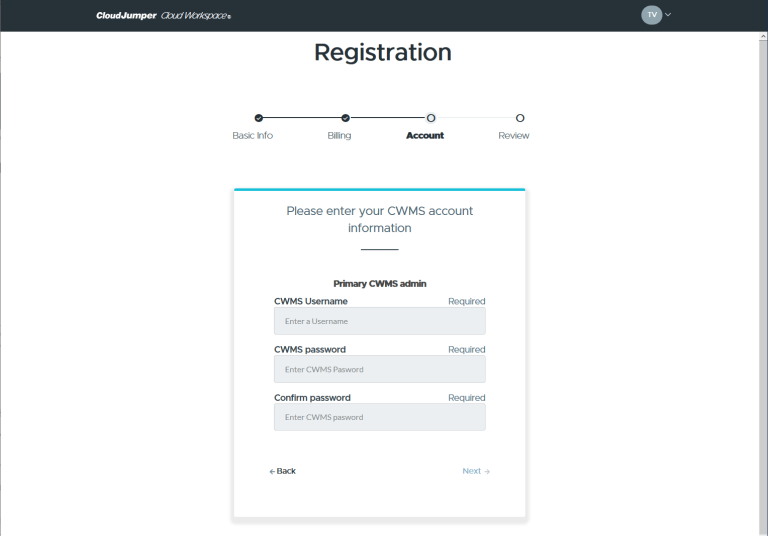 CloudJumper Cloud Workspace®
TV
Registration
Basic Info
Billing
Account
Review
Please enter your CWMS account
information
Primary CWMS admin
CWMS Username Required
Enter a Username
CWMS password Required
Enter CWMS Pasword
Confirm password Required
Enter CWMS pasword
← Back
Next →